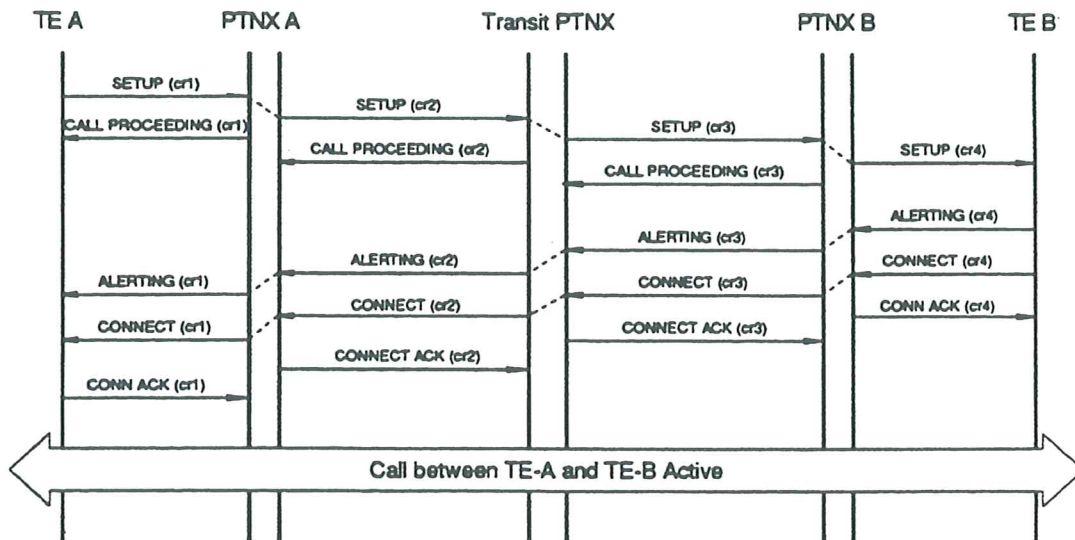 TE A PTNX A Transit PTNX PTNX B TE B
SETUP (cr1)
SETUP (cr2)
CALL PROCEEDING (cr1)
SETUP (cr3)
CALL PROCEEDING (cr2)
SETUP (cr4)
CALL PROCEEDING (cr3)
ALERTING (cr4)
ALERTING (cr3)
ALERTING (cr2)
CONNECT (cr4)
ALERTING (cr1)
CONNECT (cr3)
CONNECT (cr2)
CONN ACK (cr4)
CONNECT (cr1)
CONNECT ACK (cr3)
CONNECT ACK (cr2)
CONN ACK (cr1)
Call between TE-A and TE-B Active